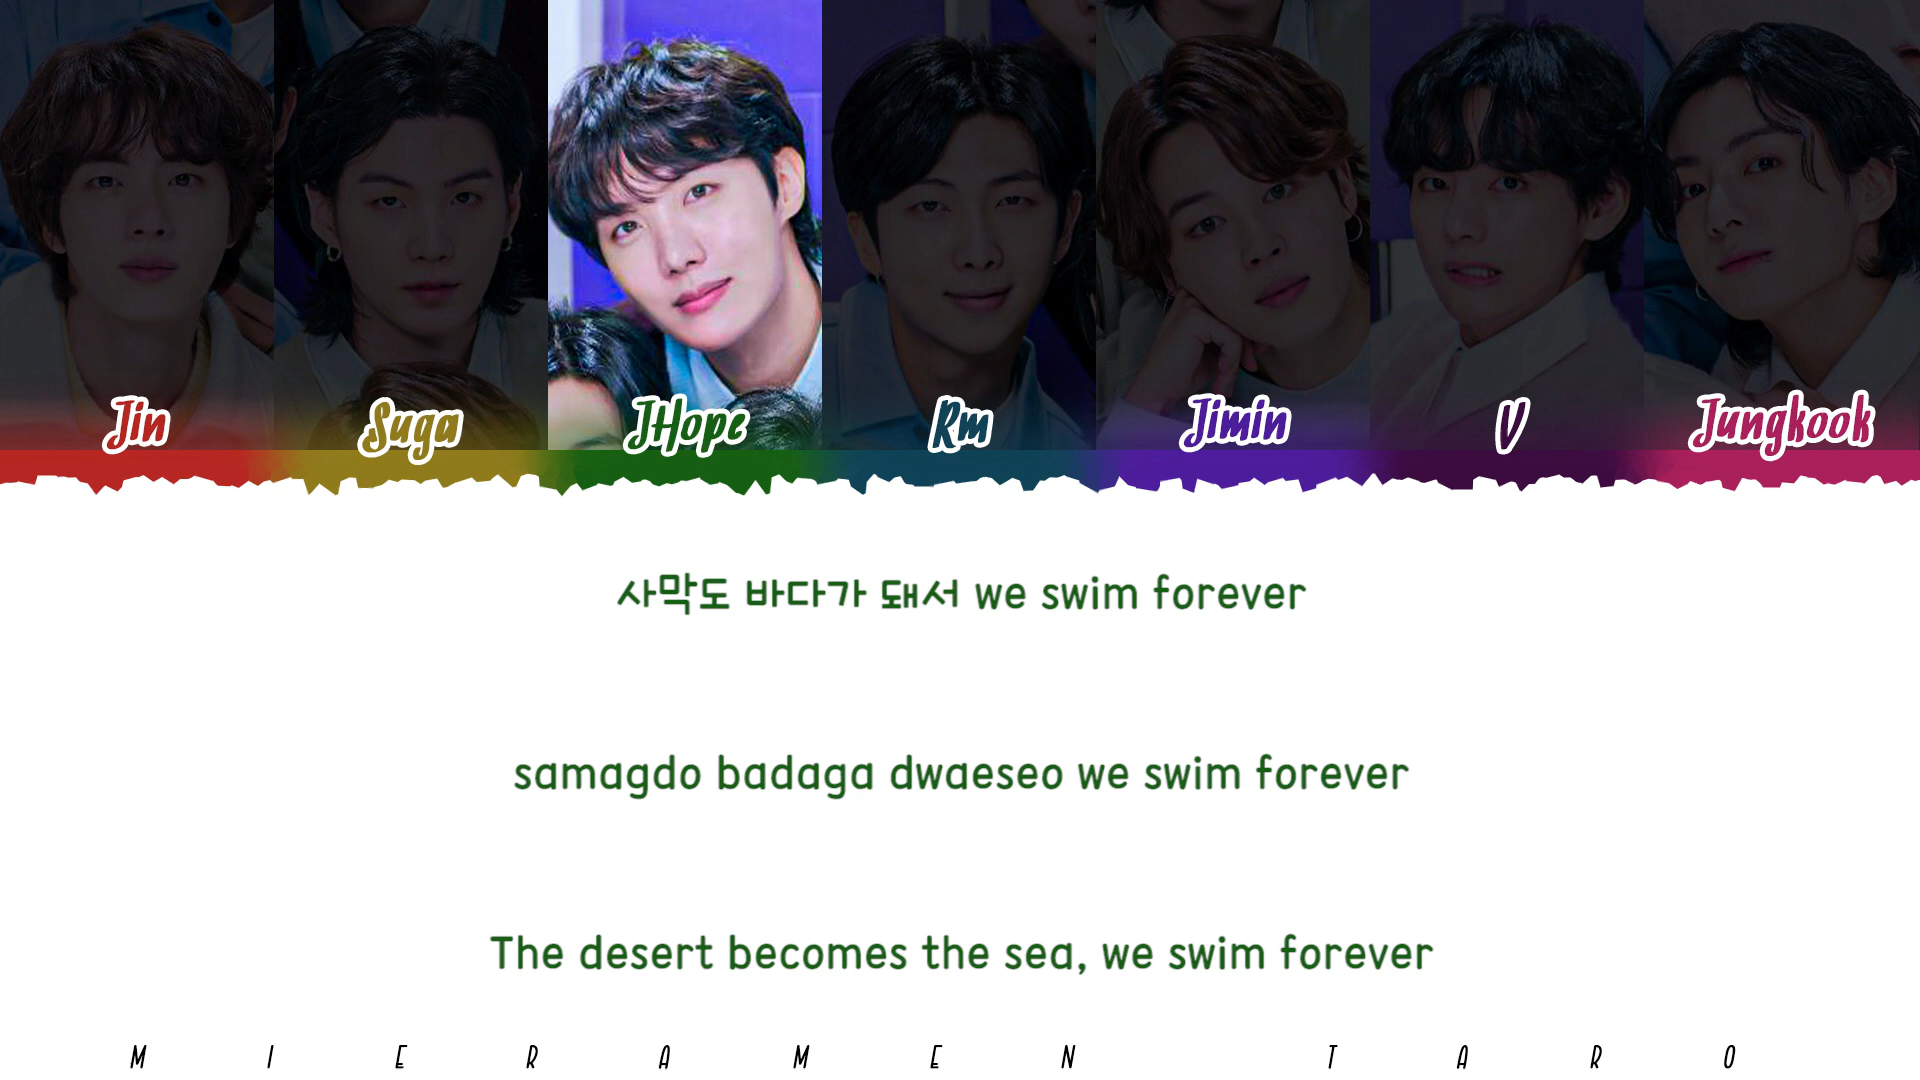 Jin Suga JHope Rm Jimin V Jungkook
사막도 바다가 돼서 we swim forever
samagdo badaga dwaeseo we swim forever
The desert becomes the sea, we swim forever
M I E R A M E N T A R O